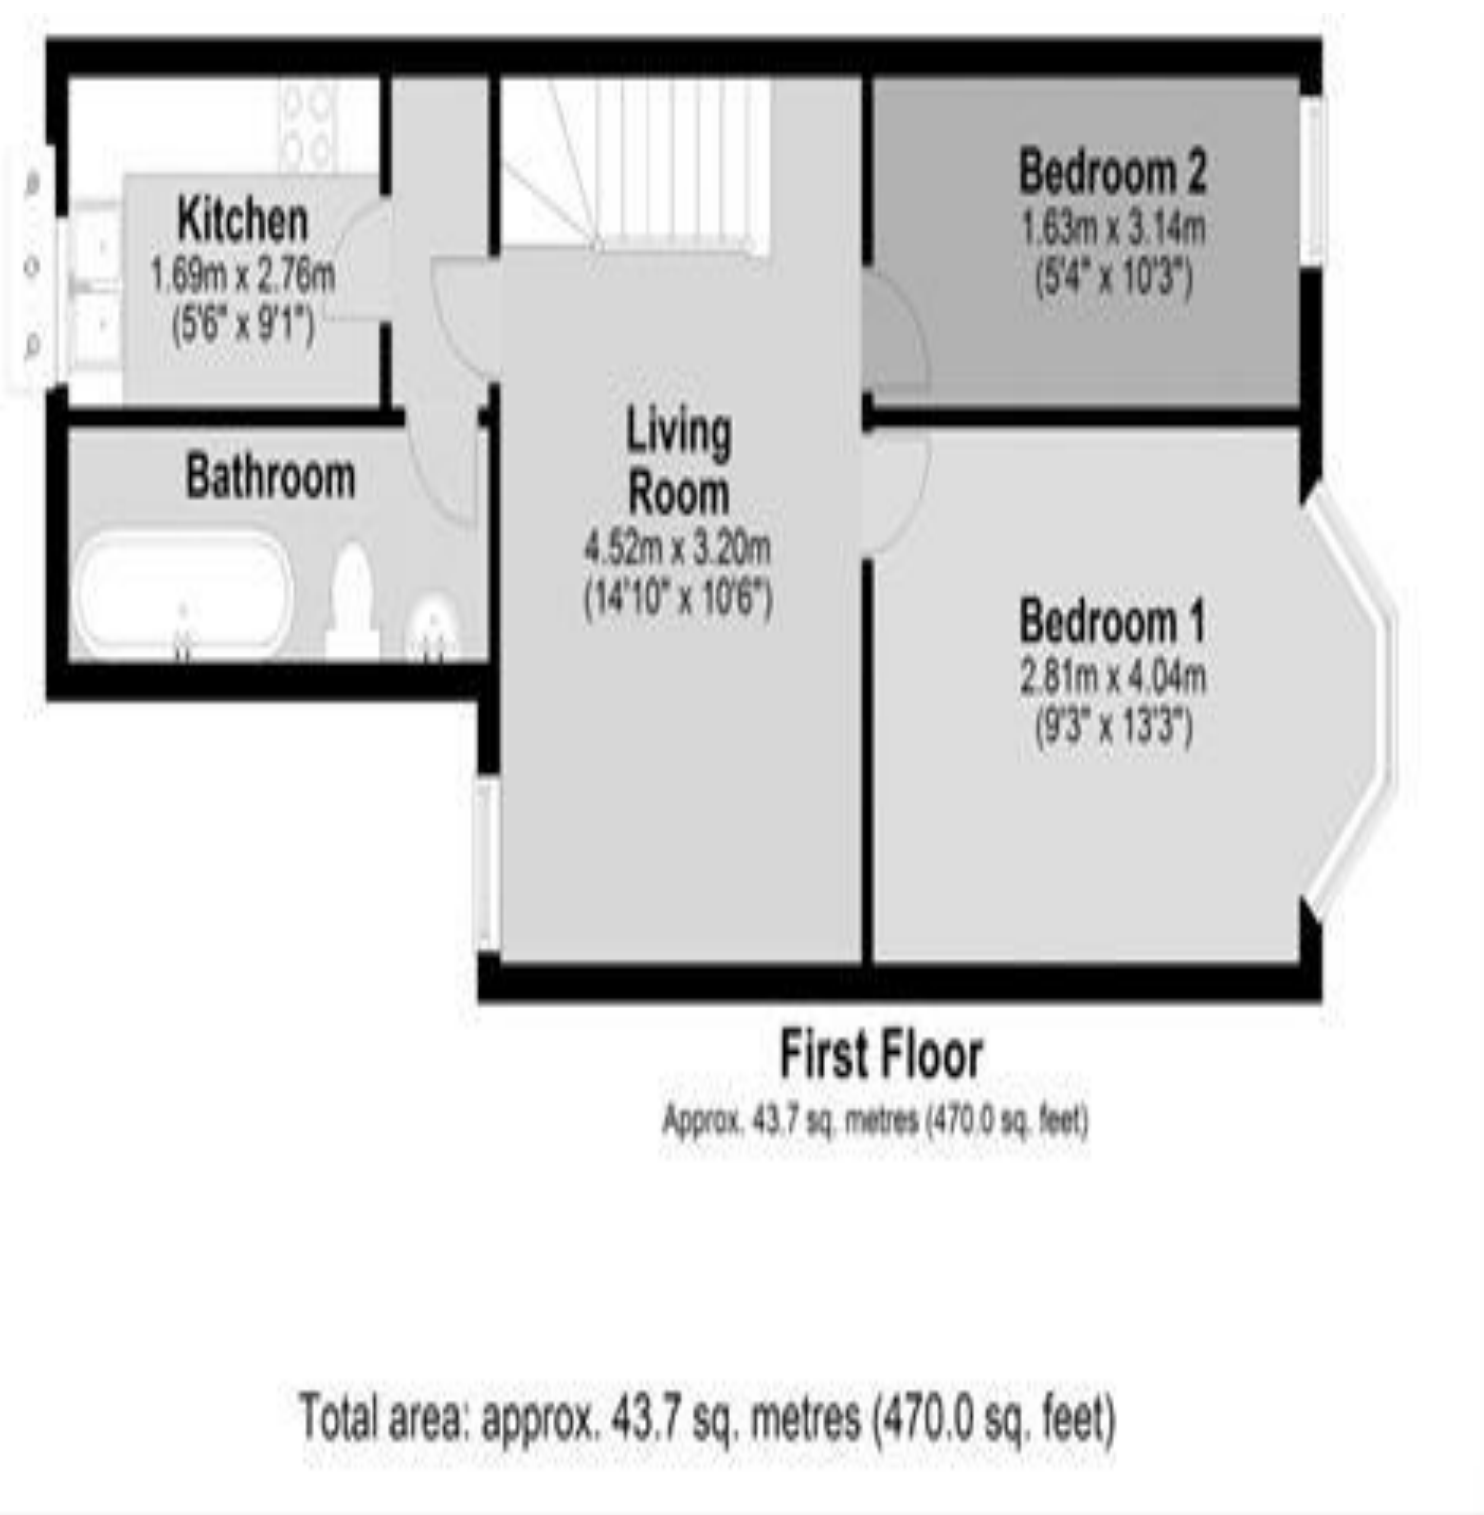 Kitchen
1.69m x 2.76m
(5'6" x 9'1")
Bathroom
Living
Room
4.52m x 3.20m
(14'10" x 10'6")
Bedroom 2
1.63m x 3.14m
(5'4" x 10'3")
Bedroom 1
2.81m x 4.04m
(9'3" x 13'3")
First Floor
Approx. 43.7 sq. metres (470.0 sq. feet)
Total area: approx. 43.7 sq. metres (470.0 sq. feet)